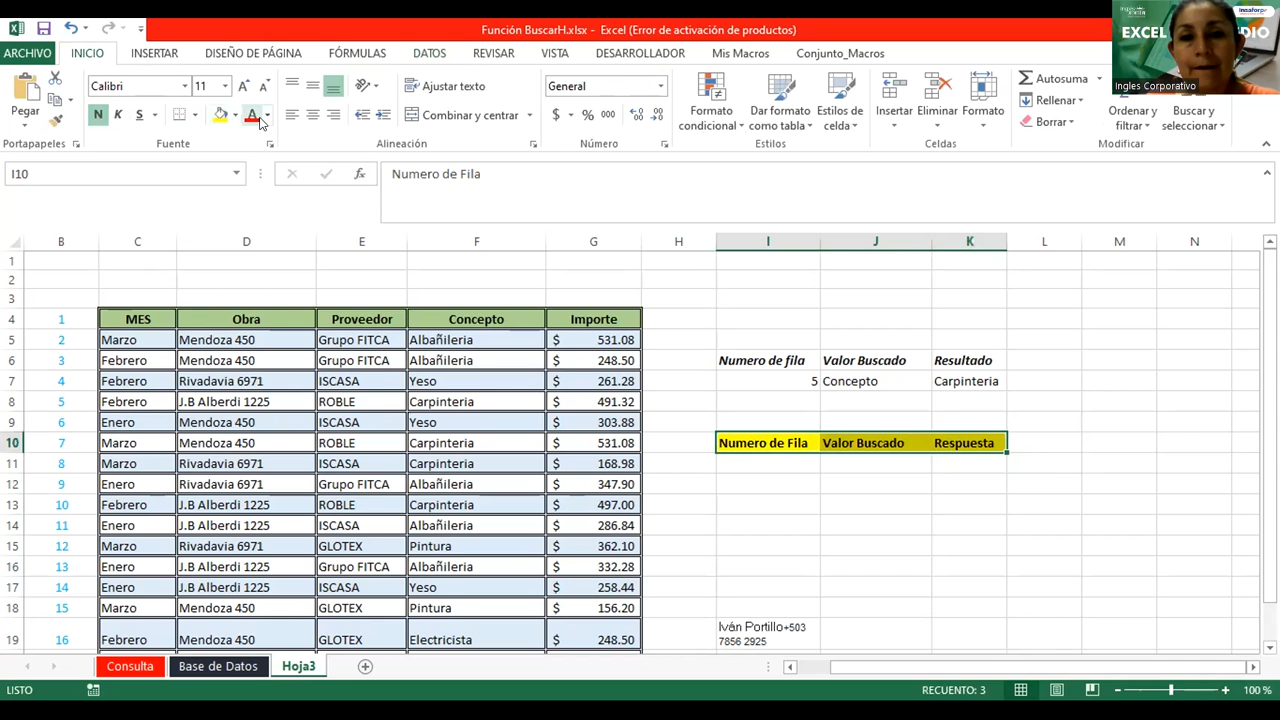 Función BuscarH.xlsx - Excel (Error de activación de productos)
EXCEL
DIO
Ingles Corporativo
ARCHIVO INICIO INSERTAR DISEÑO DE PÁGINA FÓRMULAS DATOS REVISAR VISTA DESARROLLADOR Mis Macros Conjunto_Macros
Calibri 11 Ajustar texto General Autosuma
Pegar N K S Combinar y centrar $ % 000 Formato condicional Dar formato como tabla Estilos de celda Insertar Eliminar Formato Rellenar Ordenar y filtrar Buscar y seleccionar
Borrar
Portapapeles Fuente Alineación Número Estilos Celdas Modificar
I10 fx Numero de Fila
B C D E F G H I J K L M N
1
2
3
4 1 MES Obra Proveedor Concepto Importe
5 2 Marzo Mendoza 450 Grupo FITCA Albañileria $ 531.08
6 3 Febrero Mendoza 450 Grupo FITCA Albañileria $ 248.50 Numero de fila Valor Buscado Resultado
7 4 Febrero Rivadavia 6971 ISCASA Yeso $ 261.28 5 Concepto Carpinteria
8 5 Febrero J.B Alberdi 1225 ROBLE Carpinteria $ 491.32
9 6 Enero Mendoza 450 ISCASA Yeso $ 303.88
10 7 Marzo Mendoza 450 ROBLE Carpinteria $ 531.08 Numero de Fila Valor Buscado Respuesta
11 8 Marzo Rivadavia 6971 ISCASA Carpinteria $ 168.98
12 9 Enero Rivadavia 6971 Grupo FITCA Albañileria $ 347.90
13 10 Febrero J.B Alberdi 1225 ROBLE Carpinteria $ 497.00
14 11 Enero J.B Alberdi 1225 ISCASA Albañileria $ 286.84
15 12 Marzo Rivadavia 6971 GLOTEX Pintura $ 362.10
16 13 Enero J.B Alberdi 1225 Grupo FITCA Albañileria $ 332.28
17 14 Enero J.B Alberdi 1225 ISCASA Yeso $ 258.44
18 15 Marzo Mendoza 450 GLOTEX Pintura $ 156.20
19 16 Febrero Mendoza 450 GLOTEX Electricista $ 248.50 Iván Portillo+503
7856 2925
Consulta Base de Datos Hoja3
LISTO RECUENTO: 3 100 %